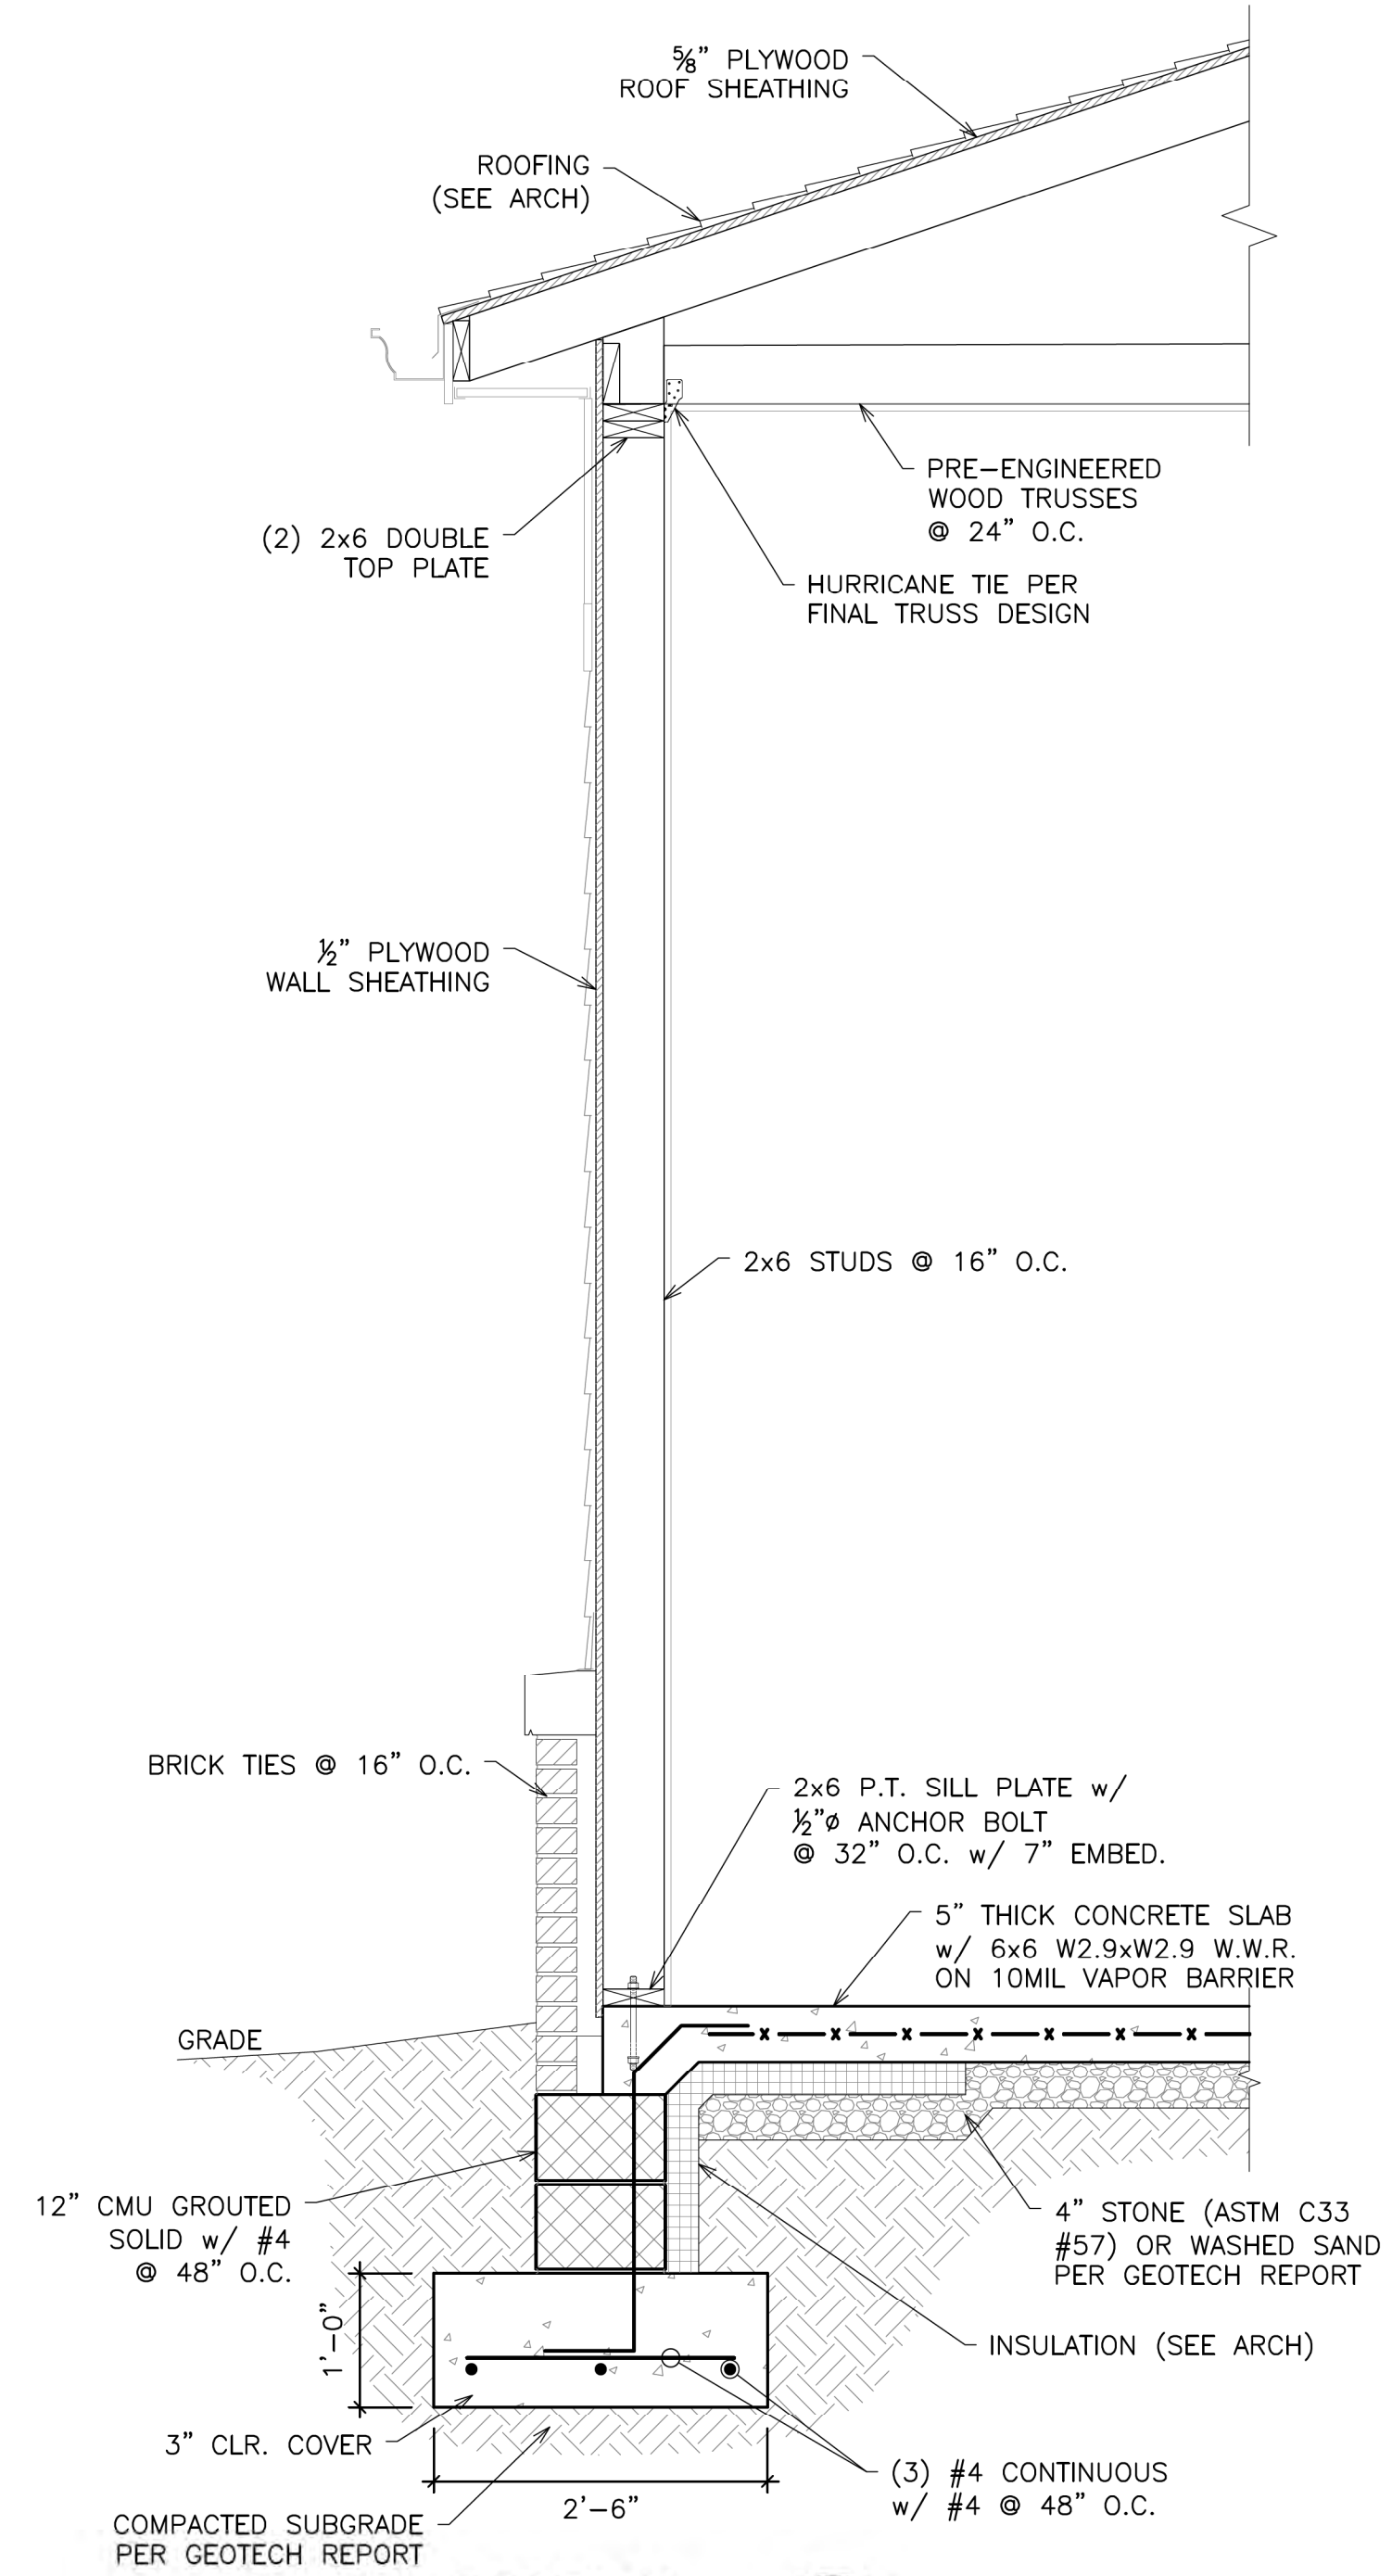 ⅝” PLYWOOD
ROOF SHEATHING
ROOFING
(SEE ARCH)
PRE-ENGINEERED
WOOD TRUSSES
@ 24” O.C.
(2) 2x6 DOUBLE
TOP PLATE
HURRICANE TIE PER
FINAL TRUSS DESIGN
½” PLYWOOD
WALL SHEATHING
2x6 STUDS @ 16” O.C.
BRICK TIES @ 16” O.C.
2x6 P.T. SILL PLATE w/
½”ø ANCHOR BOLT
@ 32” O.C. w/ 7” EMBED.
5” THICK CONCRETE SLAB
w/ 6x6 W2.9xW2.9 W.W.R.
ON 10MIL VAPOR BARRIER
GRADE
12” CMU GROUTED
SOLID w/ #4
@ 48” O.C.
4” STONE (ASTM C33
#57) OR WASHED SAND
PER GEOTECH REPORT
1’-0”
INSULATION (SEE ARCH)
3” CLR. COVER
(3) #4 CONTINUOUS
w/ #4 @ 48” O.C.
2’-6”
COMPACTED SUBGRADE
PER GEOTECH REPORT